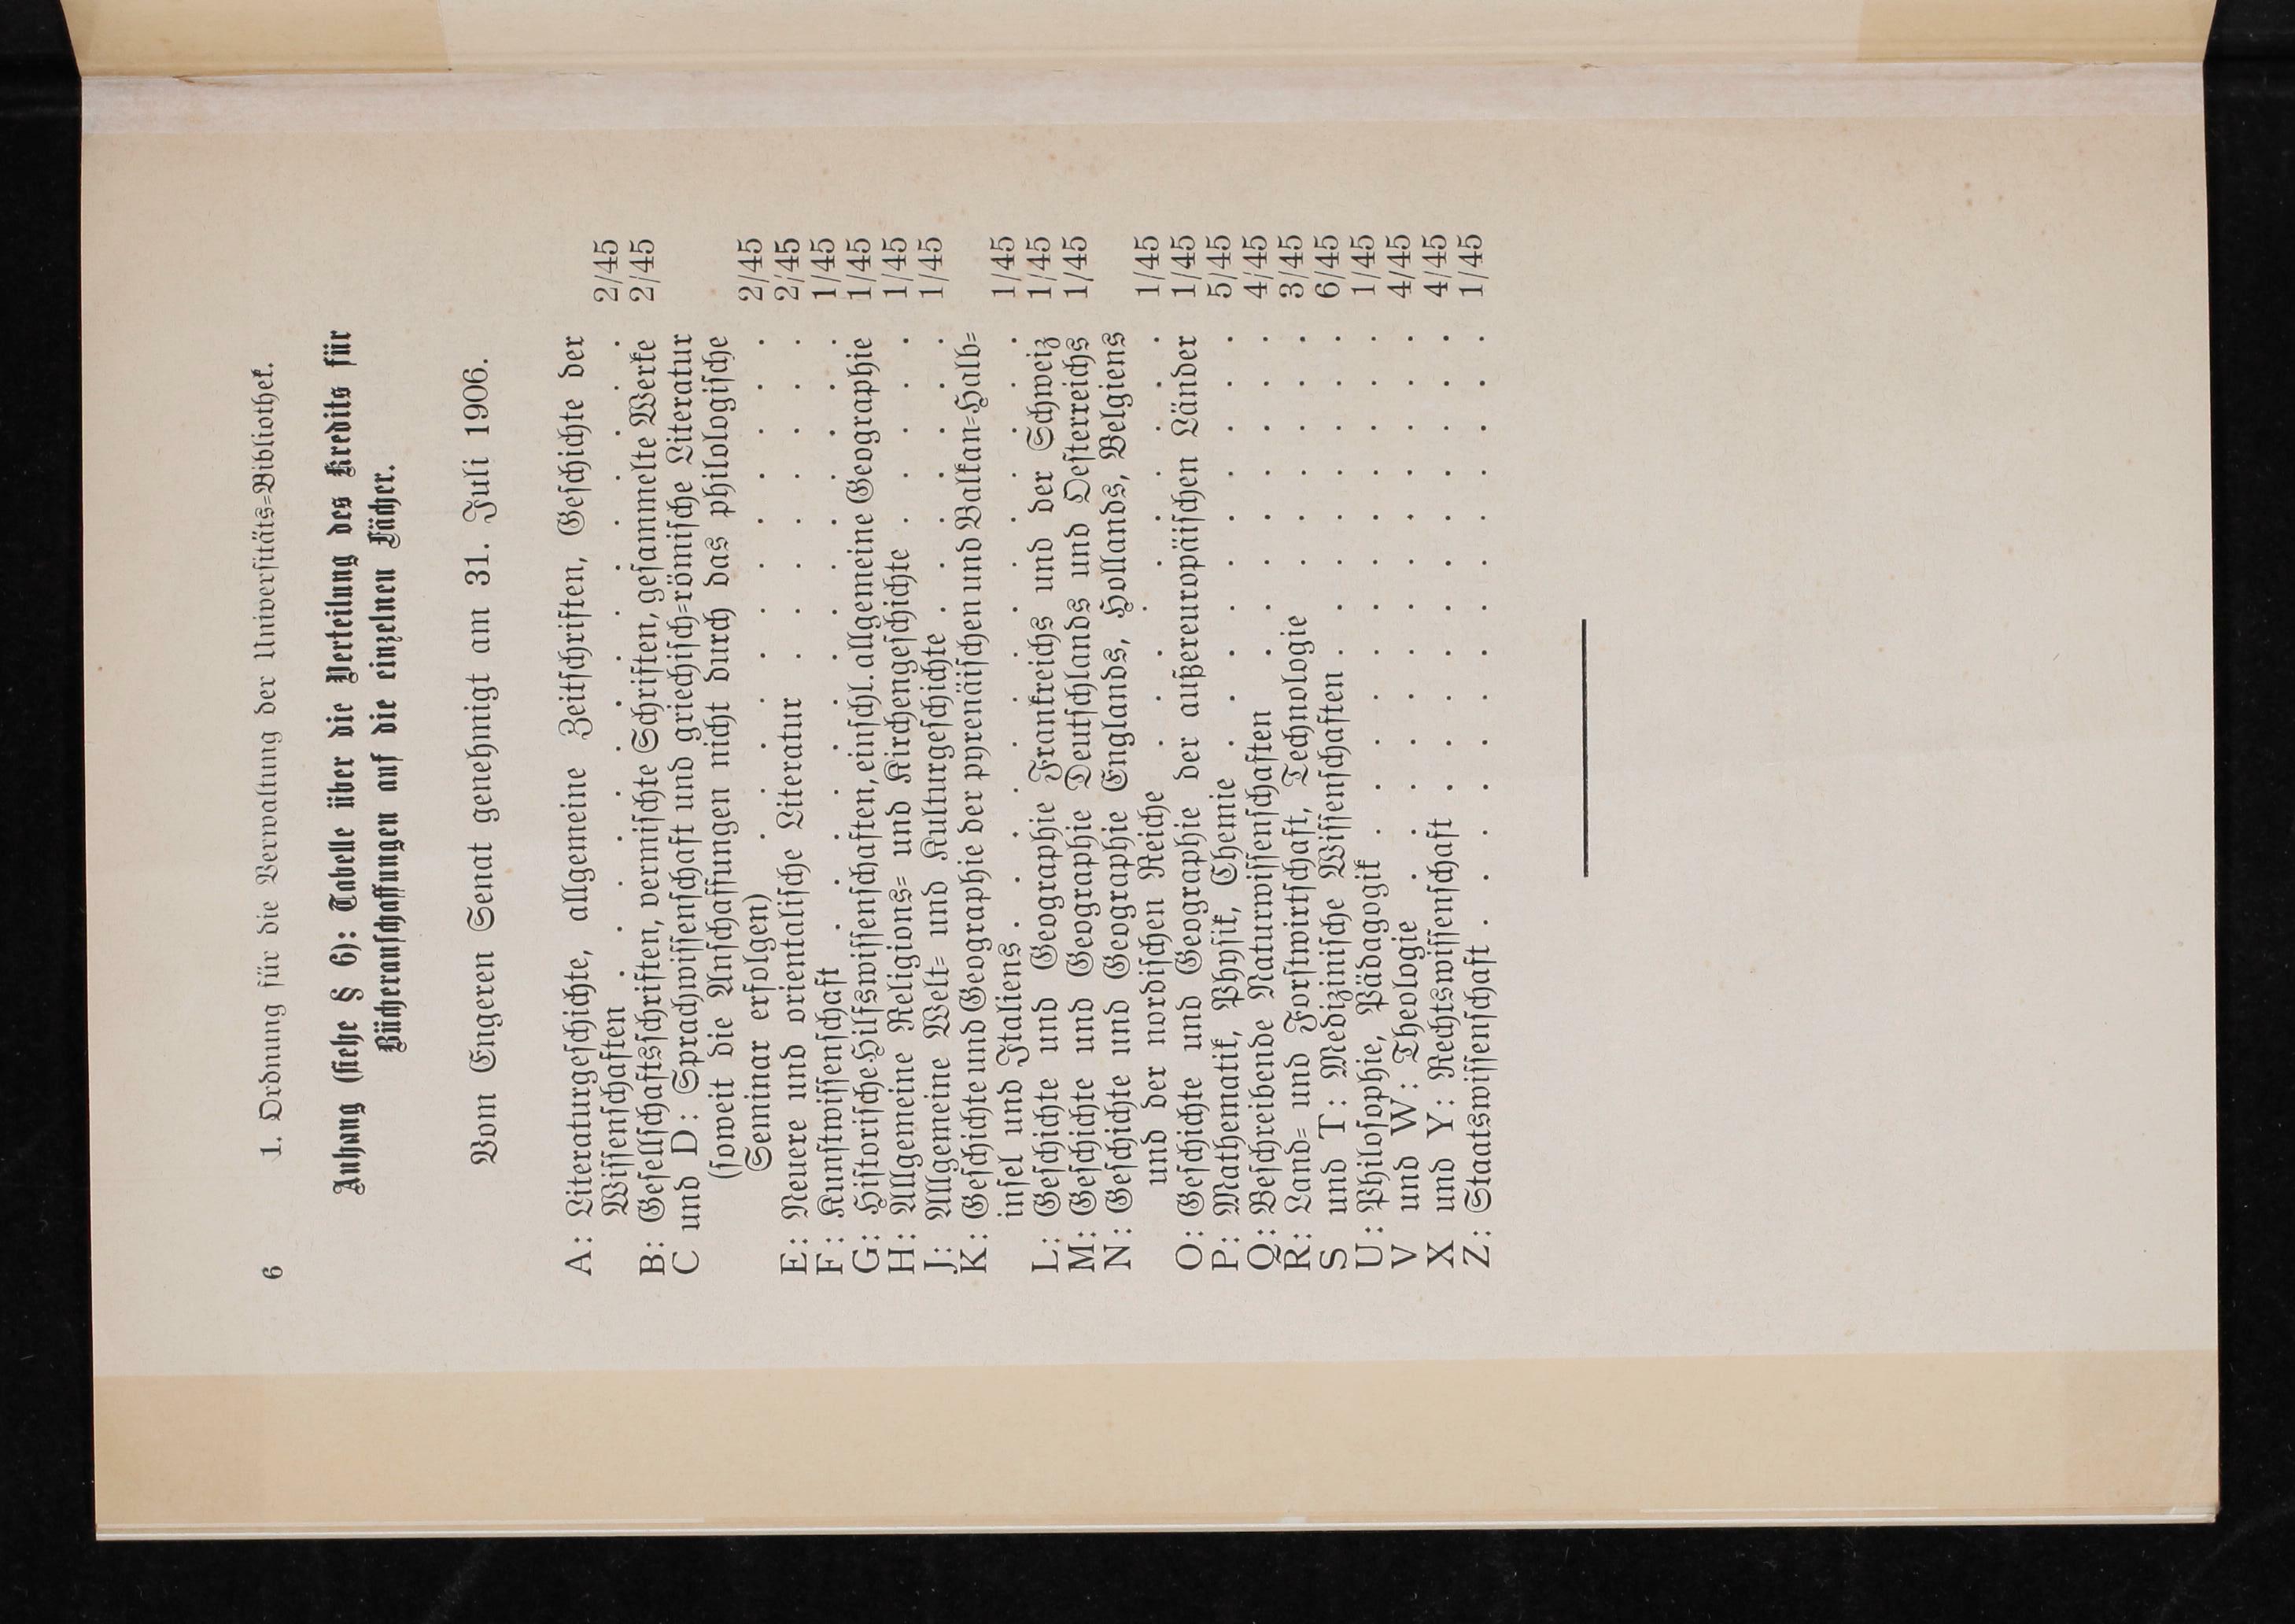 6 1. Ordnung für die Verwaltung der Universitäts-Bibliothek.
Anhang (siehe § 6): Tabelle über die Verteilung des Kredits für
Bücheranschaffungen auf die einzelnen Fächer.
Vom Engeren Senat genehmigt am 31. Juli 1906.
A: Literaturgeschichte, allgemeine Zeitschriften, Geschichte der
Wissenschaften . . . . . . . . . 2/45
B: Gesellschaftsschriften, vermischte Schriften, gesammelte Werke 2/45
C und D: Sprachwissenschaft und griechisch-römische Literatur
(soweit die Anschaffungen nicht durch das philologische
Seminar erfolgen) . . . . . . . 2/45
E: Neuere und orientalische Literatur . . . . . 2/45
F: Kunstwissenschaft . . . . . . . . 1/45
G: Historische Hilfswissenschaften, einschl. allgemeine Geographie 1/45
H: Allgemeine Religions- und Kirchengeschichte . . . 1/45
J: Allgemeine Welt- und Kulturgeschichte . . . . 1/45
K: Geschichte und Geographie der pyrenäischen und Balkan-Halb-
insel und Italiens . . . . . . . . 1/45
L: Geschichte und Geographie Frankreichs und der Schweiz 1/45
M: Geschichte und Geographie Deutschlands und Oesterreichs 1/45
N: Geschichte und Geographie Englands, Hollands, Belgiens
und der nordischen Reiche . . . . . . 1/45
O: Geschichte und Geographie der außereuropäischen Länder 1/45
P: Mathematik, Physik, Chemie . . . . . . 5/45
Q: Beschreibende Naturwissenschaften . . . . . 4/45
R: Land- und Forstwirtschaft, Technologie . . . . 3/45
S und T: Medizinische Wissenschaften . . . . . 6/45
U: Philosophie, Pädagogik . . . . . . . 1/45
V und W: Theologie . . . . . . . . 4/45
X und Y: Rechtswissenschaft . . . . . . 4/45
Z: Staatswissenschaft . . . . . . . . 1/45